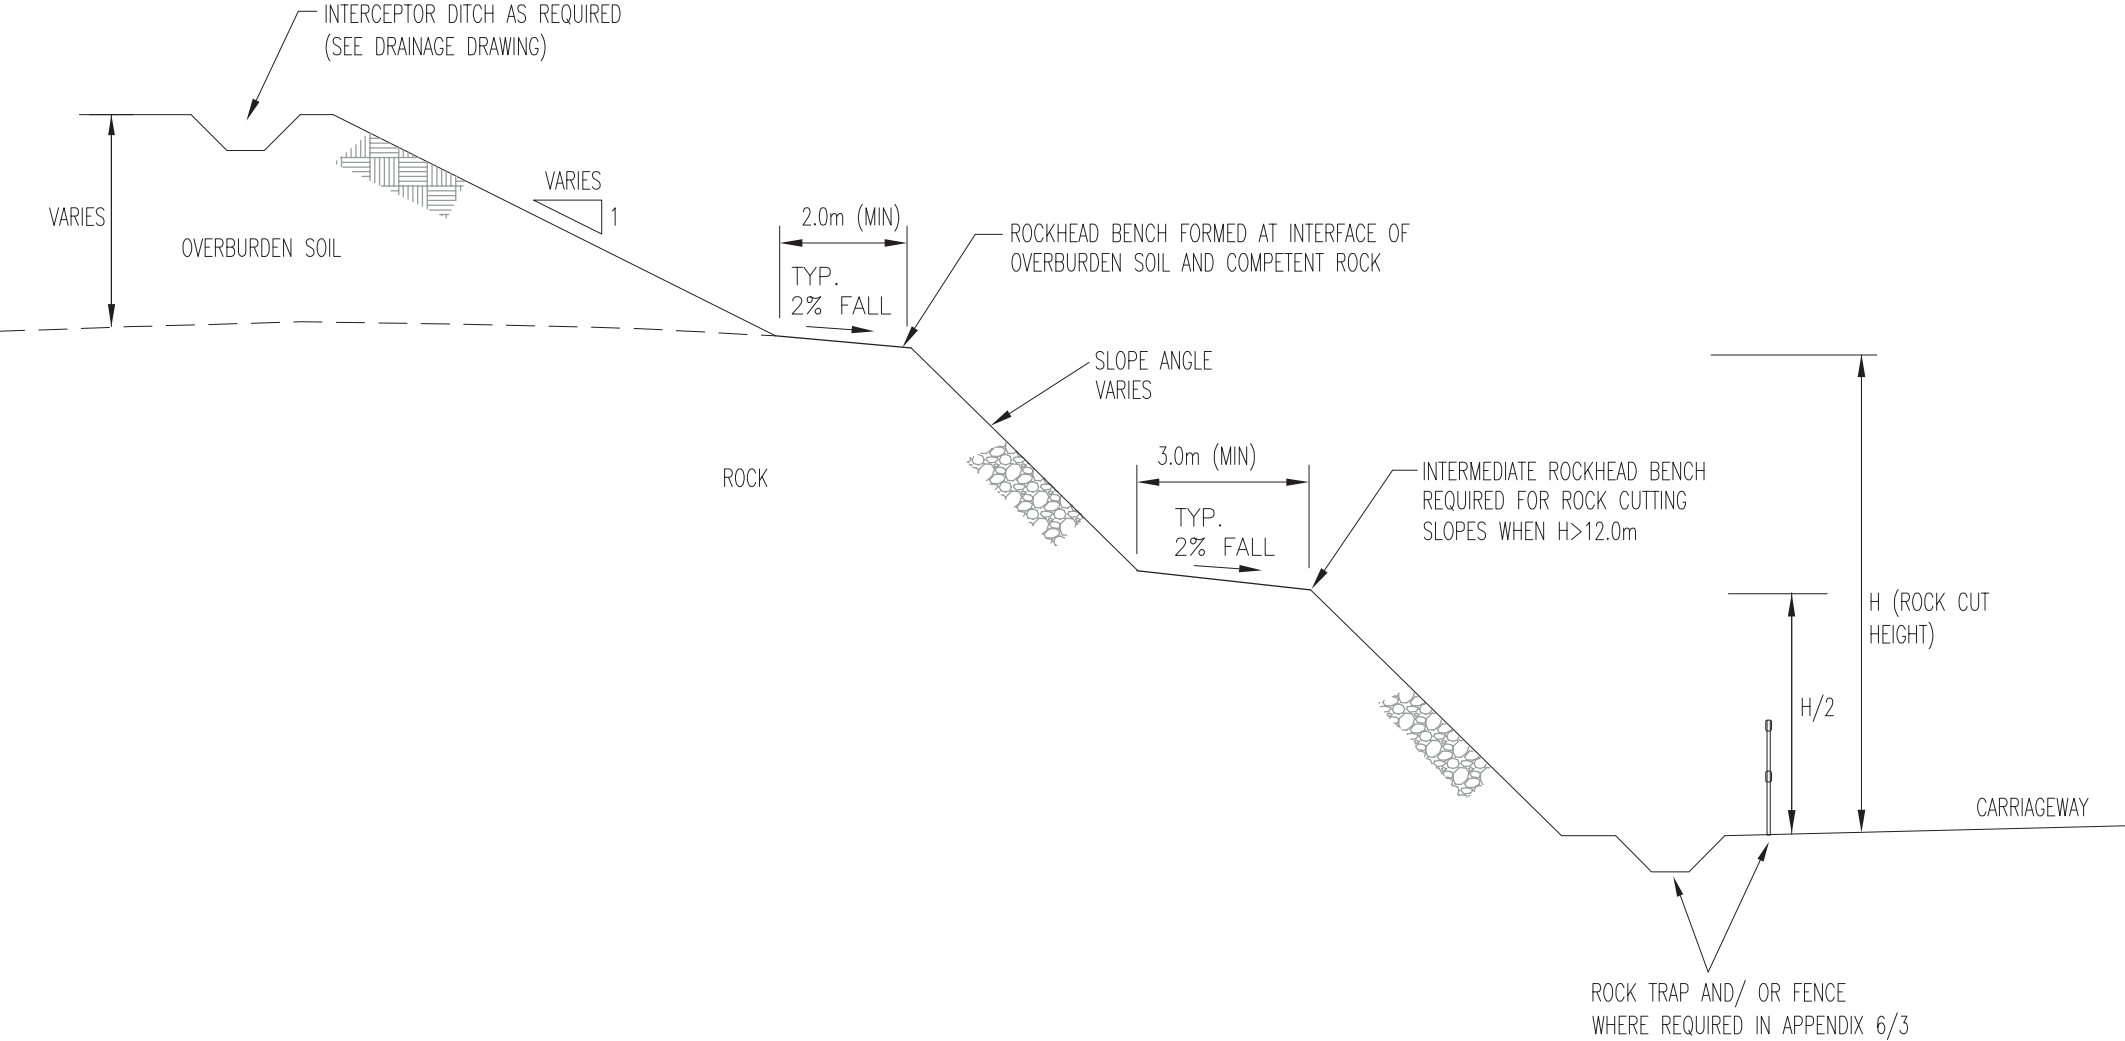 INTERCEPTOR DITCH AS REQUIRED
(SEE DRAINAGE DRAWING)
VARIES
OVERBURDEN SOIL
VARIES
1
2.0m (MIN)
TYP.
2% FALL
ROCKHEAD BENCH FORMED AT INTERFACE OF
OVERBURDEN SOIL AND COMPETENT ROCK
SLOPE ANGLE
VARIES
ROCK
3.0m (MIN)
TYP.
2% FALL
INTERMEDIATE ROCKHEAD BENCH
REQUIRED FOR ROCK CUTTING
SLOPES WHEN H>12.0m
H (ROCK CUT
HEIGHT)
H/2
CARRIAGEWAY
ROCK TRAP AND/ OR FENCE
WHERE REQUIRED IN APPENDIX 6/3